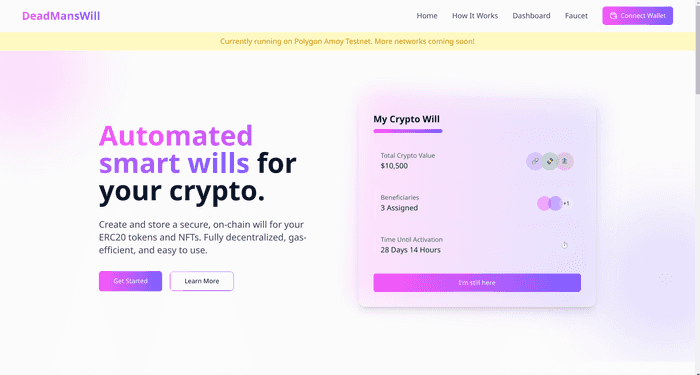 DeadMansWill
Home
How It Works
Dashboard
Faucet
Connect Wallet
Currently running on Polygon Amoy Testnet. More networks coming soon!
Automated
smart wills for
your crypto.
Create and store a secure, on-chain will for your
ERC20 tokens and NFTs. Fully decentralized, gas-
efficient, and easy to use.
Get Started
Learn More
My Crypto Will
Total Crypto Value
$10,500
Beneficiaries
3 Assigned
+1
Time Until Activation
28 Days 14 Hours
I'm still here